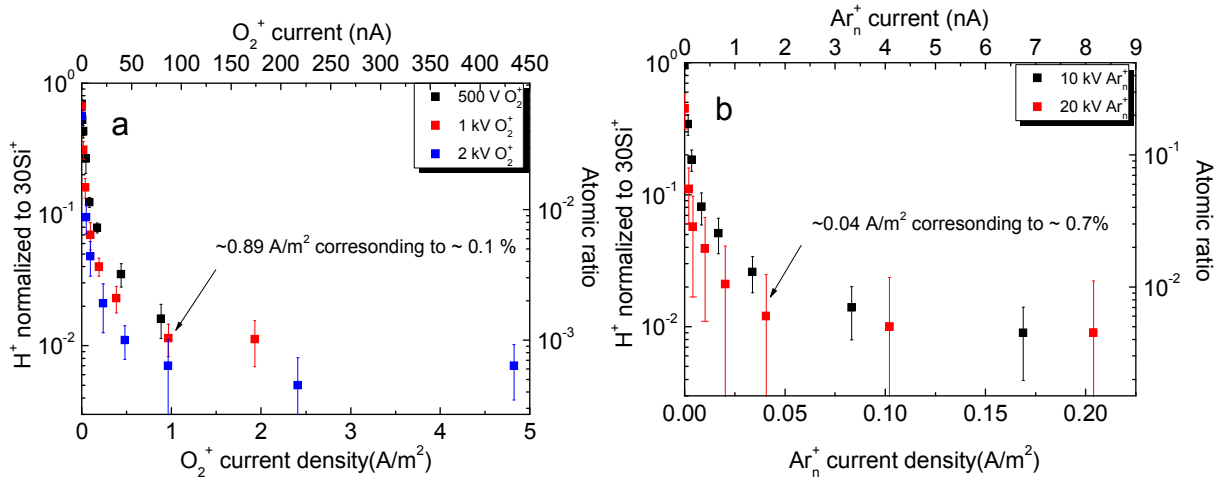 O₂⁺ current (nA)
0 50 100 150 200 250 300 350 400 450
10⁰
10⁻¹
10⁻²
H⁺ normalized to 30Si⁺
a
500 V O₂⁺
1 kV O₂⁺
2 kV O₂⁺
~0.89 A/m² corresonding to ~ 0.1 %
10⁻²
10⁻³
Atomic ratio
0 1 2 3 4 5
O₂⁺ current density(A/m²)
Arₙ⁺ current (nA)
0 1 2 3 4 5 6 7 8 9
10⁰
10⁻¹
10⁻²
H⁺ normalized to 30Si⁺
b
10 kV Arₙ⁺
20 kV Arₙ⁺
~0.04 A/m² corresonding to ~ 0.7%
10⁻¹
10⁻²
Atomic ratio
0.00 0.05 0.10 0.15 0.20
Arₙ⁺ current density(A/m²)